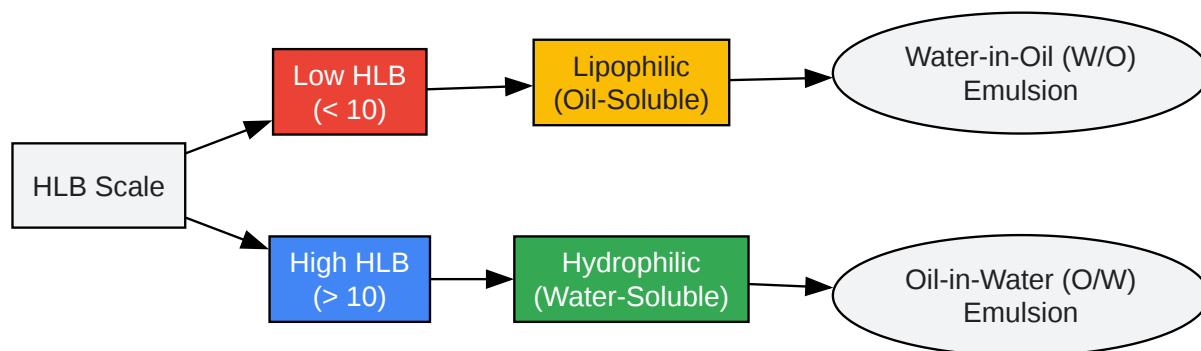 HLB Scale
Low HLB
(< 10)
Lipophilic
(Oil-Soluble)
Water-in-Oil (W/O)
Emulsion
High HLB
(> 10)
Hydrophilic
(Water-Soluble)
Oil-in-Water (O/W)
Emulsion